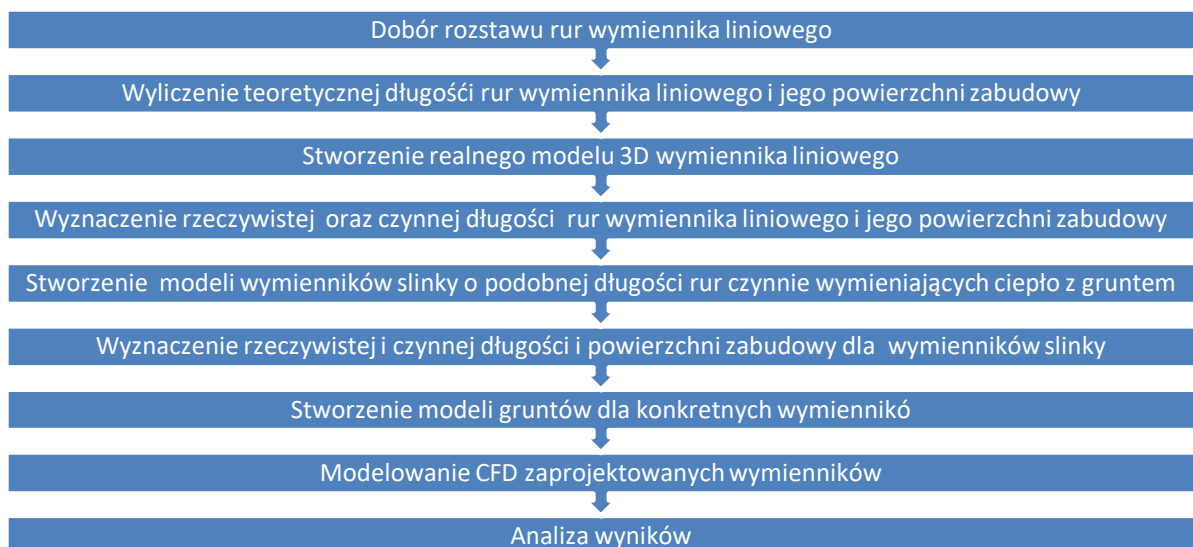 Dobór rozstawu rur wymiennika liniowego
Wyliczenie teoretycznej długośći rur wymiennika liniowego i jego powierzchni zabudowy
Stworzenie realnego modelu 3D wymiennika liniowego
Wyznaczenie rzeczywistej oraz czynnej długości rur wymiennika liniowego i jego powierzchni zabudowy
Stworzenie modeli wymienników slinky o podobnej długości rur czynnie wymieniających ciepło z gruntem
Wyznaczenie rzeczywistej i czynnej długości i powierzchni zabudowy dla wymienników slinky
Stworzenie modeli gruntów dla konkretnych wymiennikó
Modelowanie CFD zaprojektowanych wymienników
Analiza wyników